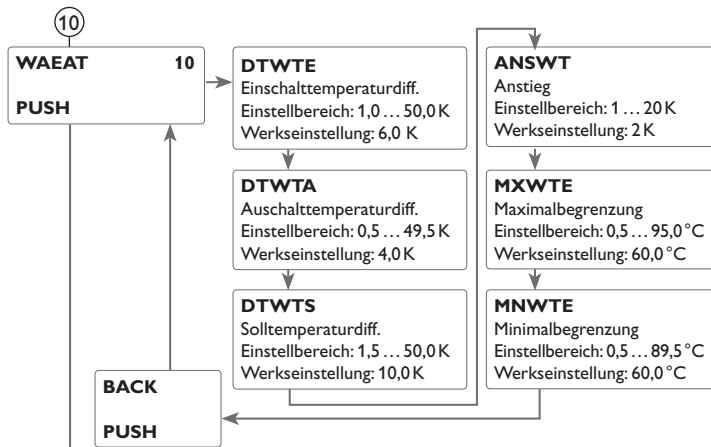 10
WAEAT 10
PUSH
DTWTE
Einschalttemperaturdiff.
Einstellbereich: 1,0 … 50,0 K
Werkseinstellung: 6,0 K
DTWTA
Auschalttemperaturdiff.
Einstellbereich: 0,5 … 49,5 K
Werkseinstellung: 4,0 K
DTWTS
Solltemperaturdiff.
Einstellbereich: 1,5 … 50,0 K
Werkseinstellung: 10,0 K
ANSWT
Anstieg
Einstellbereich: 1 … 20 K
Werkseinstellung: 2 K
MXWTE
Maximalbegrenzung
Einstellbereich: 0,5 … 95,0 °C
Werkseinstellung: 60,0 °C
MNWTE
Minimalbegrenzung
Einstellbereich: 0,5 … 89,5 °C
Werkseinstellung: 60,0 °C
BACK
PUSH